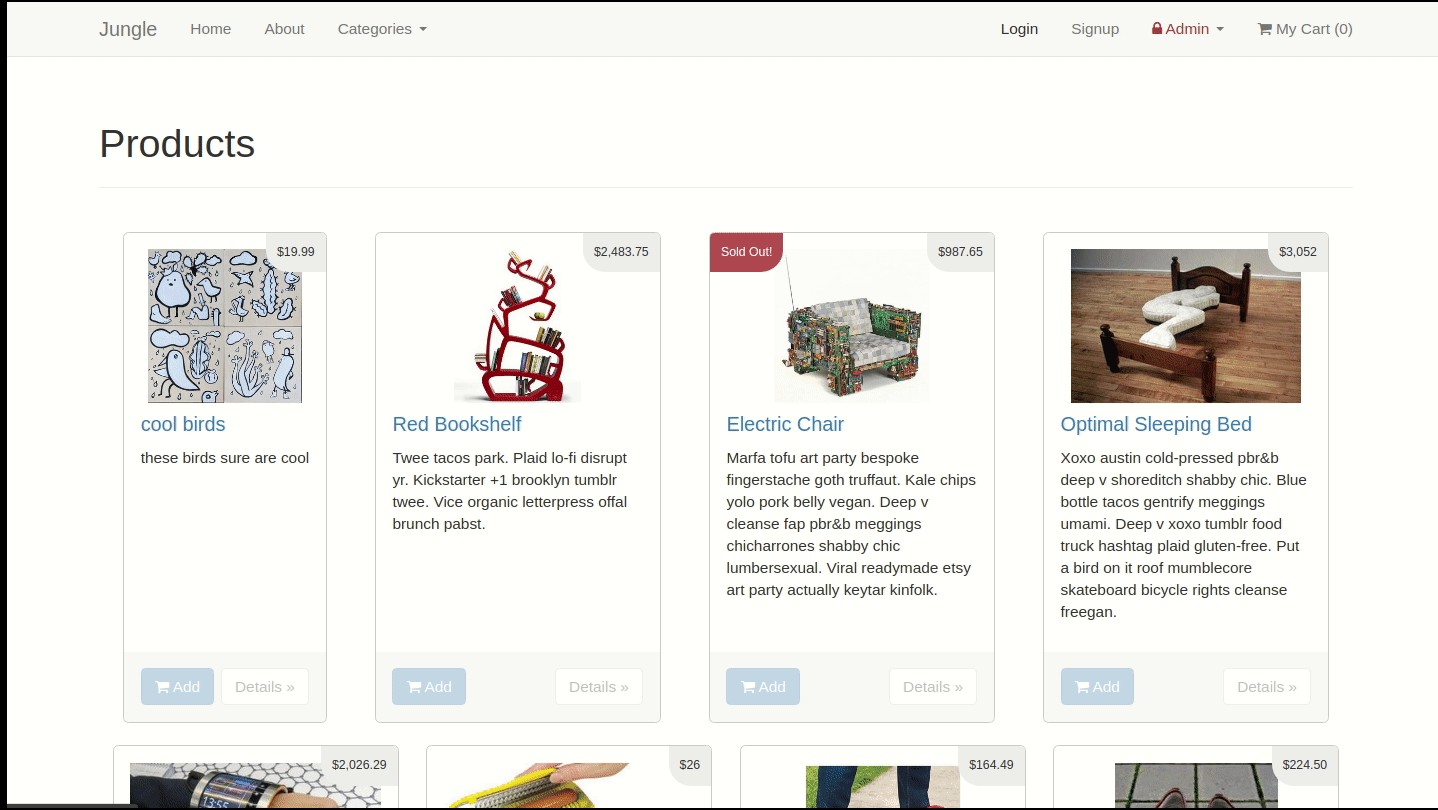 Jungle Home About Categories Login Signup Admin My Cart (0)
Products
$19.99
cool birds
these birds sure are cool
Add Details »
$2,483.75
Red Bookshelf
Twee tacos park. Plaid lo-fi disrupt
yr. Kickstarter +1 brooklyn tumblr
twee. Vice organic letterpress offal
brunch pabst.
Add Details »
Sold Out! $987.65
Electric Chair
Marfa tofu art party bespoke
fingerstache goth truffaut. Kale chips
yolo pork belly vegan. Deep v
cleanse fap pbr&b meggings
chicharrones shabby chic
lumbersexual. Viral readymade etsy
art party actually keytar kinfolk.
Add Details »
$3,052
Optimal Sleeping Bed
Xoxo austin cold-pressed pbr&b
deep v shoreditch shabby chic. Blue
bottle tacos gentrify meggings
umami. Deep v xoxo tumblr food
truck hashtag plaid gluten-free. Put
a bird on it roof mumblecore
skateboard bicycle rights cleanse
freegan.
Add Details »
$2,026.29
13:55
$26
$164.49
$224.50